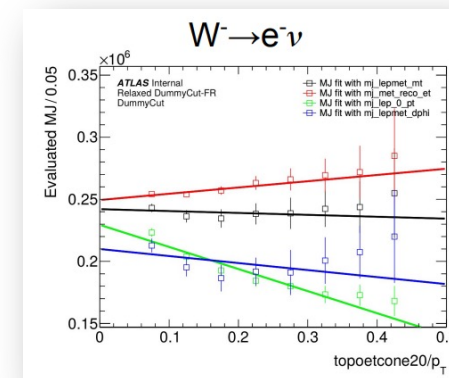 W⁻→e⁻ν
×10⁶
Evaluated MJ / 0.05
0.35
0.3
0.25
0.2
0.15
ATLAS Internal
Relaxed DummyCut-FR
DummyCut
MJ fit with mj_lepmet_mt
MJ fit with mj_met_reco_et
MJ fit with mj_lep_0_pt
MJ fit with mj_lepmet_dphi
0 0.1 0.2 0.3 0.4 0.
topoetcone20/p_T